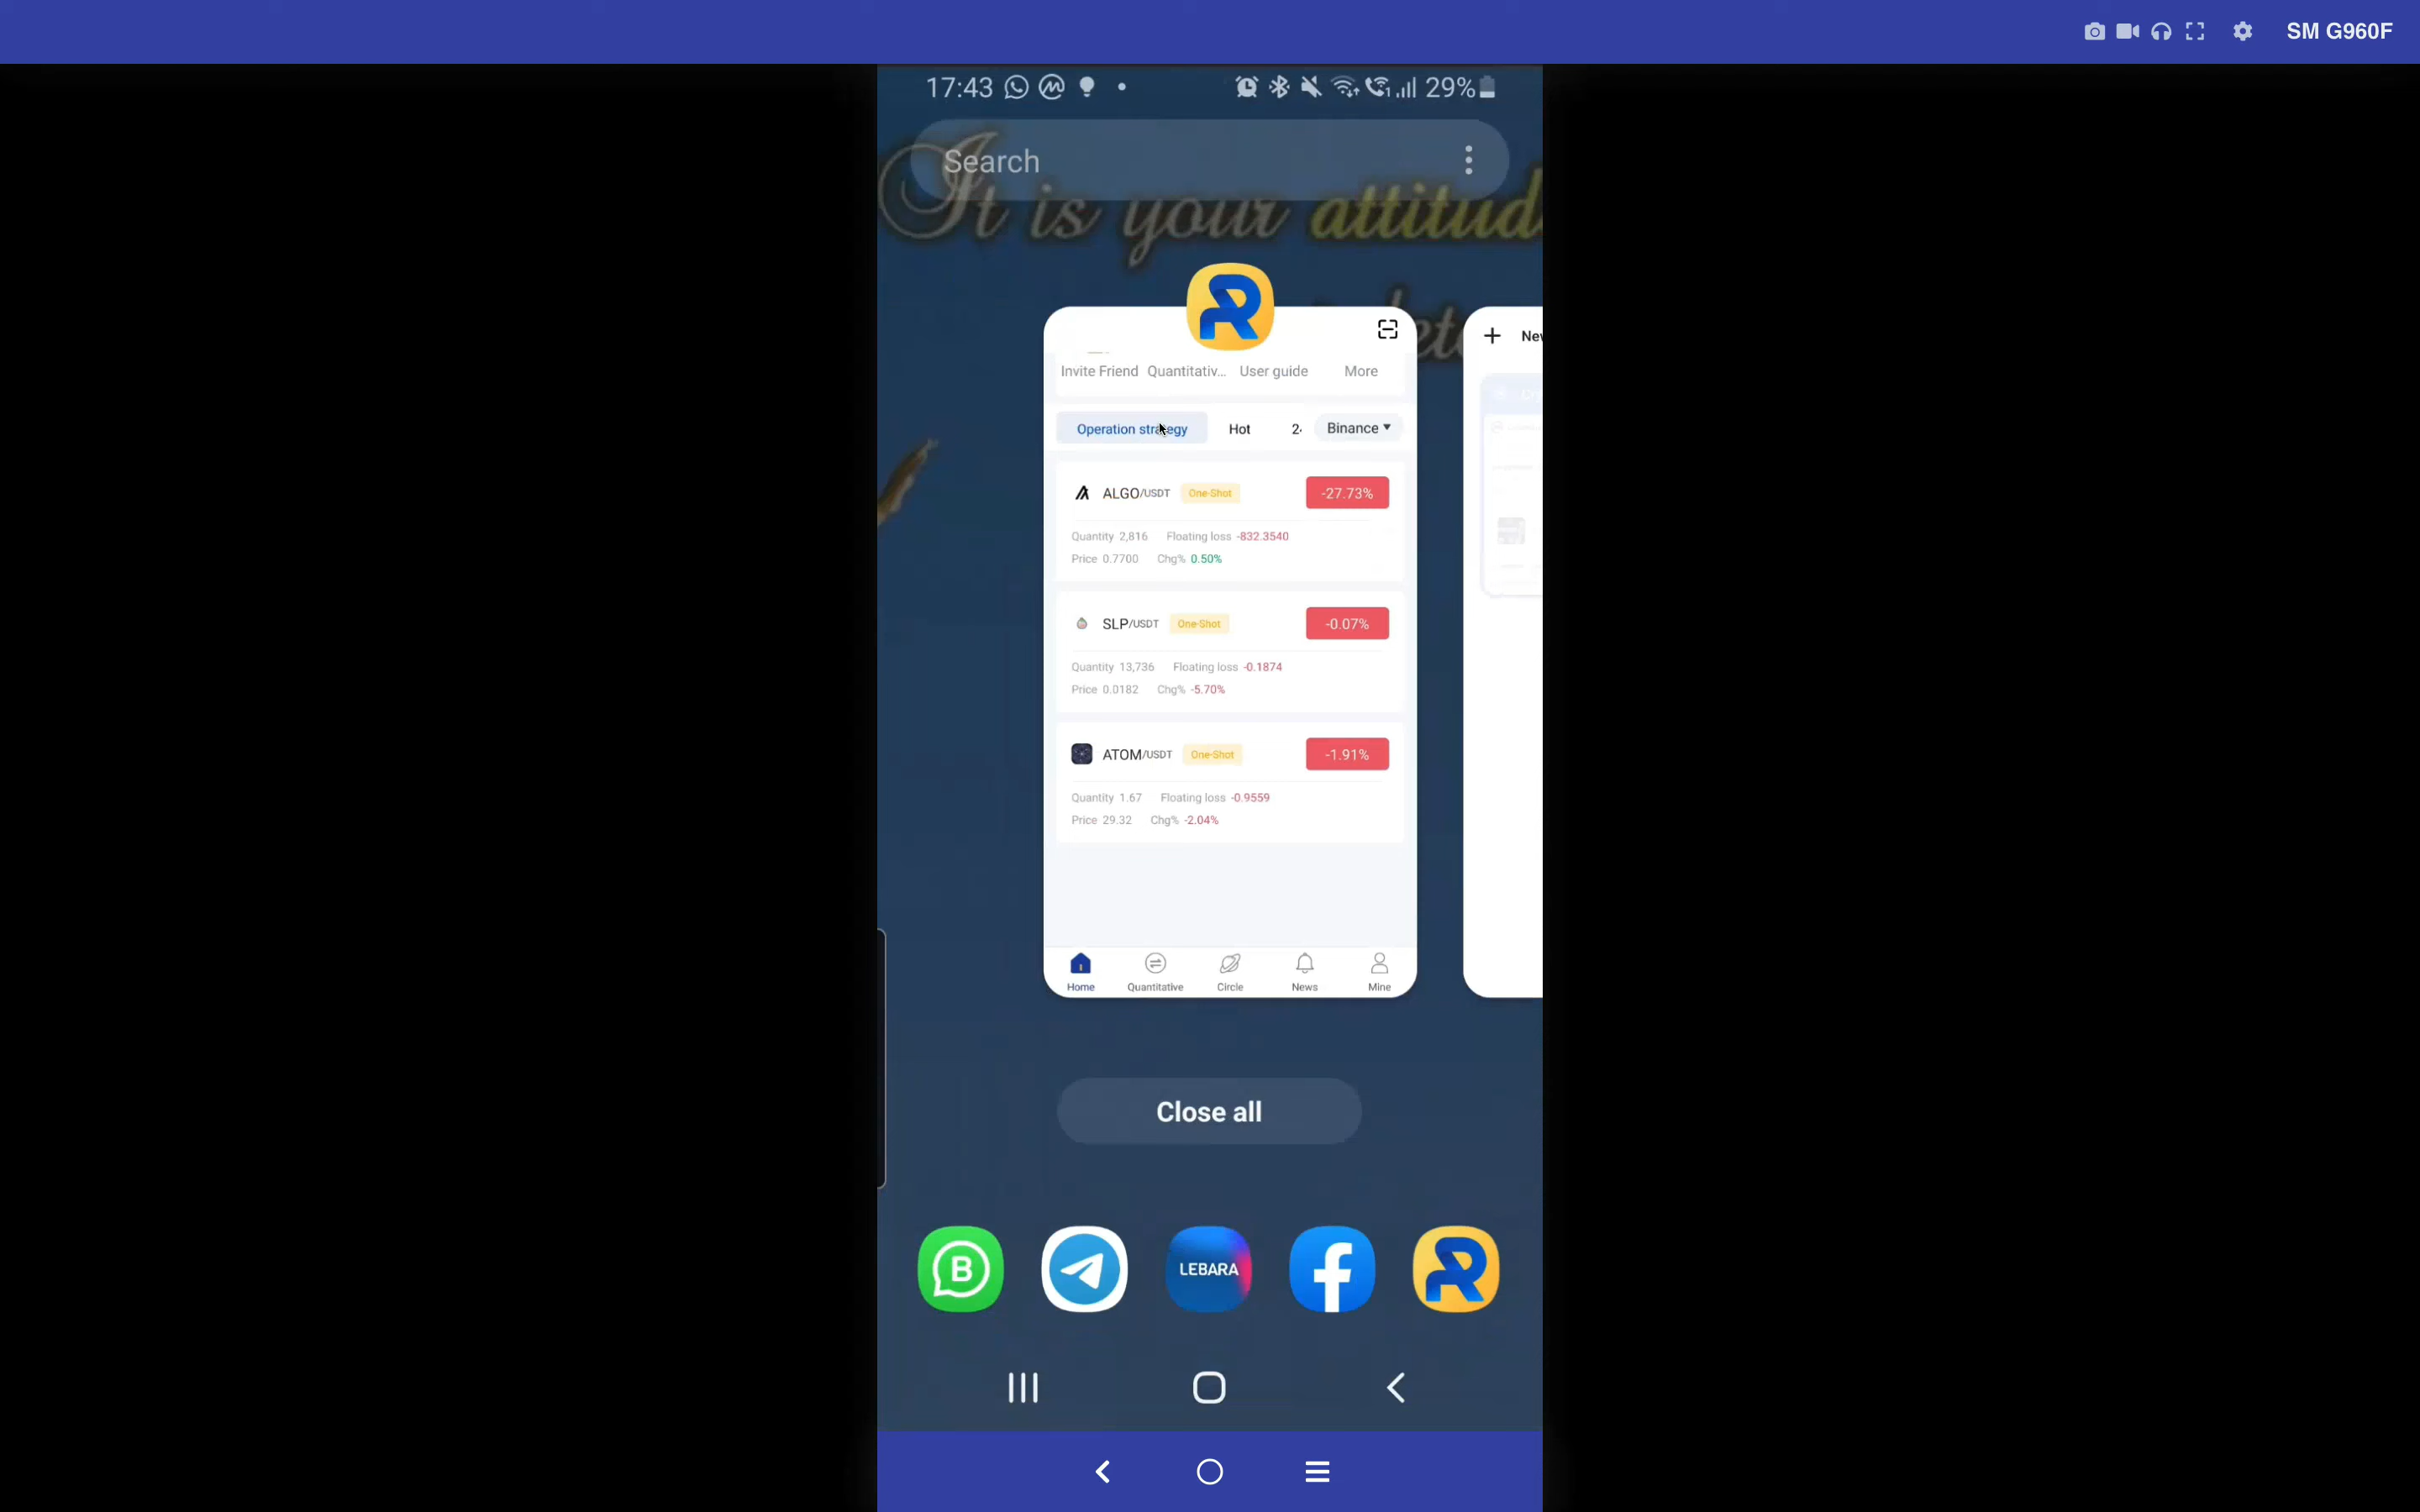 SM G960F
17:43
29%
Search
It is your attitud
Invite Friend Quantitativ... User guide More
+ Nev
Operation strategy Hot 2. Binance
ALGO/USDT One-Shot -27.73%
Quantity 2,816 Floating loss -832.3540
Price 0.7700 Chg% 0.50%
SLP/USDT One-Shot -0.07%
Quantity 13,736 Floating loss -0.1874
Price 0.0182 Chg% -5.70%
ATOM/USDT One-Shot -1.91%
Quantity 1.67 Floating loss -0.9559
Price 29.32 Chg% -2.04%
Home Quantitative Circle News Mine
Close all
LEBARA